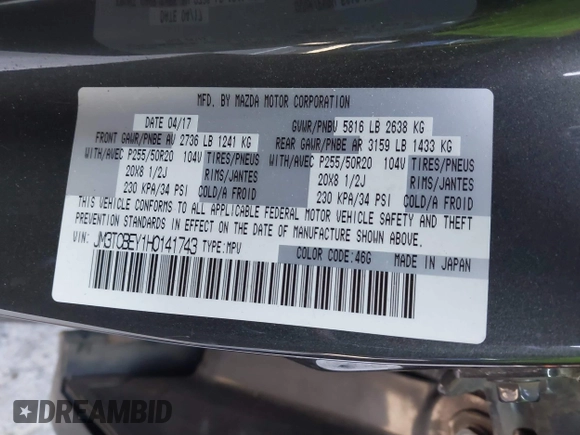 MFD. BY MAZDA MOTOR CORPORATION
DATE 04/17 GVWR/PNBV 5816 LB 2638 KG
FRONT GAWR/PNBE AV 2736 LB 1241 KG REAR GAWR/PNBE AR 3159 LB 1433 KG
WITH/AVEC P255/50R20 104V TIRES/PNEUS WITH/AVEC P255/50R20 104V TIRES/PNEUS
20X8 1/2J RIMS/JANTES 20X8 1/2J RIMS/JANTES
230 KPA/34 PSI COLD/A FROID 230 KPA/34 PSI COLD/A FROID
THIS VEHICLE CONFORMS TO ALL APPLICABLE FEDERAL MOTOR VEHICLE SAFETY AND THEFT
PREVENTION STANDARDS IN EFFECT ON THE DATE OF MANUFACTURE SHOWN ABOVE.
VIN: JM3TCBEY1H0141743 TYPE:MPV COLOR CODE:46G MADE IN JAPAN
DREAMBID